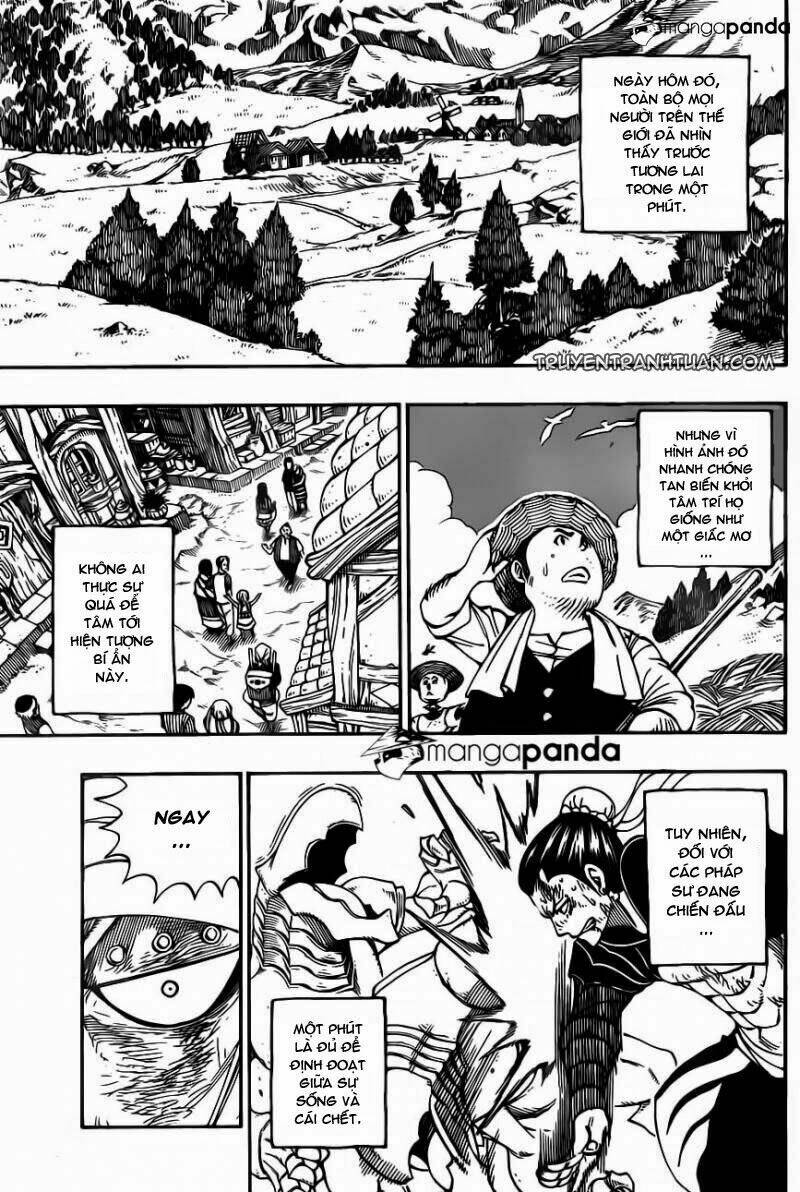 mangapanda
NGÀY HÔM ĐÓ,
TOÀN BỘ MỌI
NGƯỜI TRÊN THẾ
GIỚI ĐÃ NHÌN
THẤY TRƯỚC
TƯƠNG LAI
TRONG MỘT
PHÚT.
TRUYENTRANHTUAN.COM
NHƯNG VÌ
HÌNH ẢNH ĐÓ
NHANH CHÓNG
TAN BIẾN KHỎI
TÂM TRÍ HỌ
GIỐNG NHƯ
MỘT GIẤC MƠ
...
KHÔNG AI
THỰC SỰ
QUÁ ĐỂ
TÂM TỚI
HIỆN TƯỢNG
BÍ ẨN
NÀY.
mangapanda
TUY NHIÊN,
ĐỐI VỚI
CÁC PHÁP
SƯ ĐANG
CHIẾN ĐẤU
...
MỘT PHÚT
LÀ ĐỦ ĐỂ
ĐỊNH ĐOẠT
GIỮA SỰ
SỐNG VÀ
CÁI CHẾT.
NGAY
...